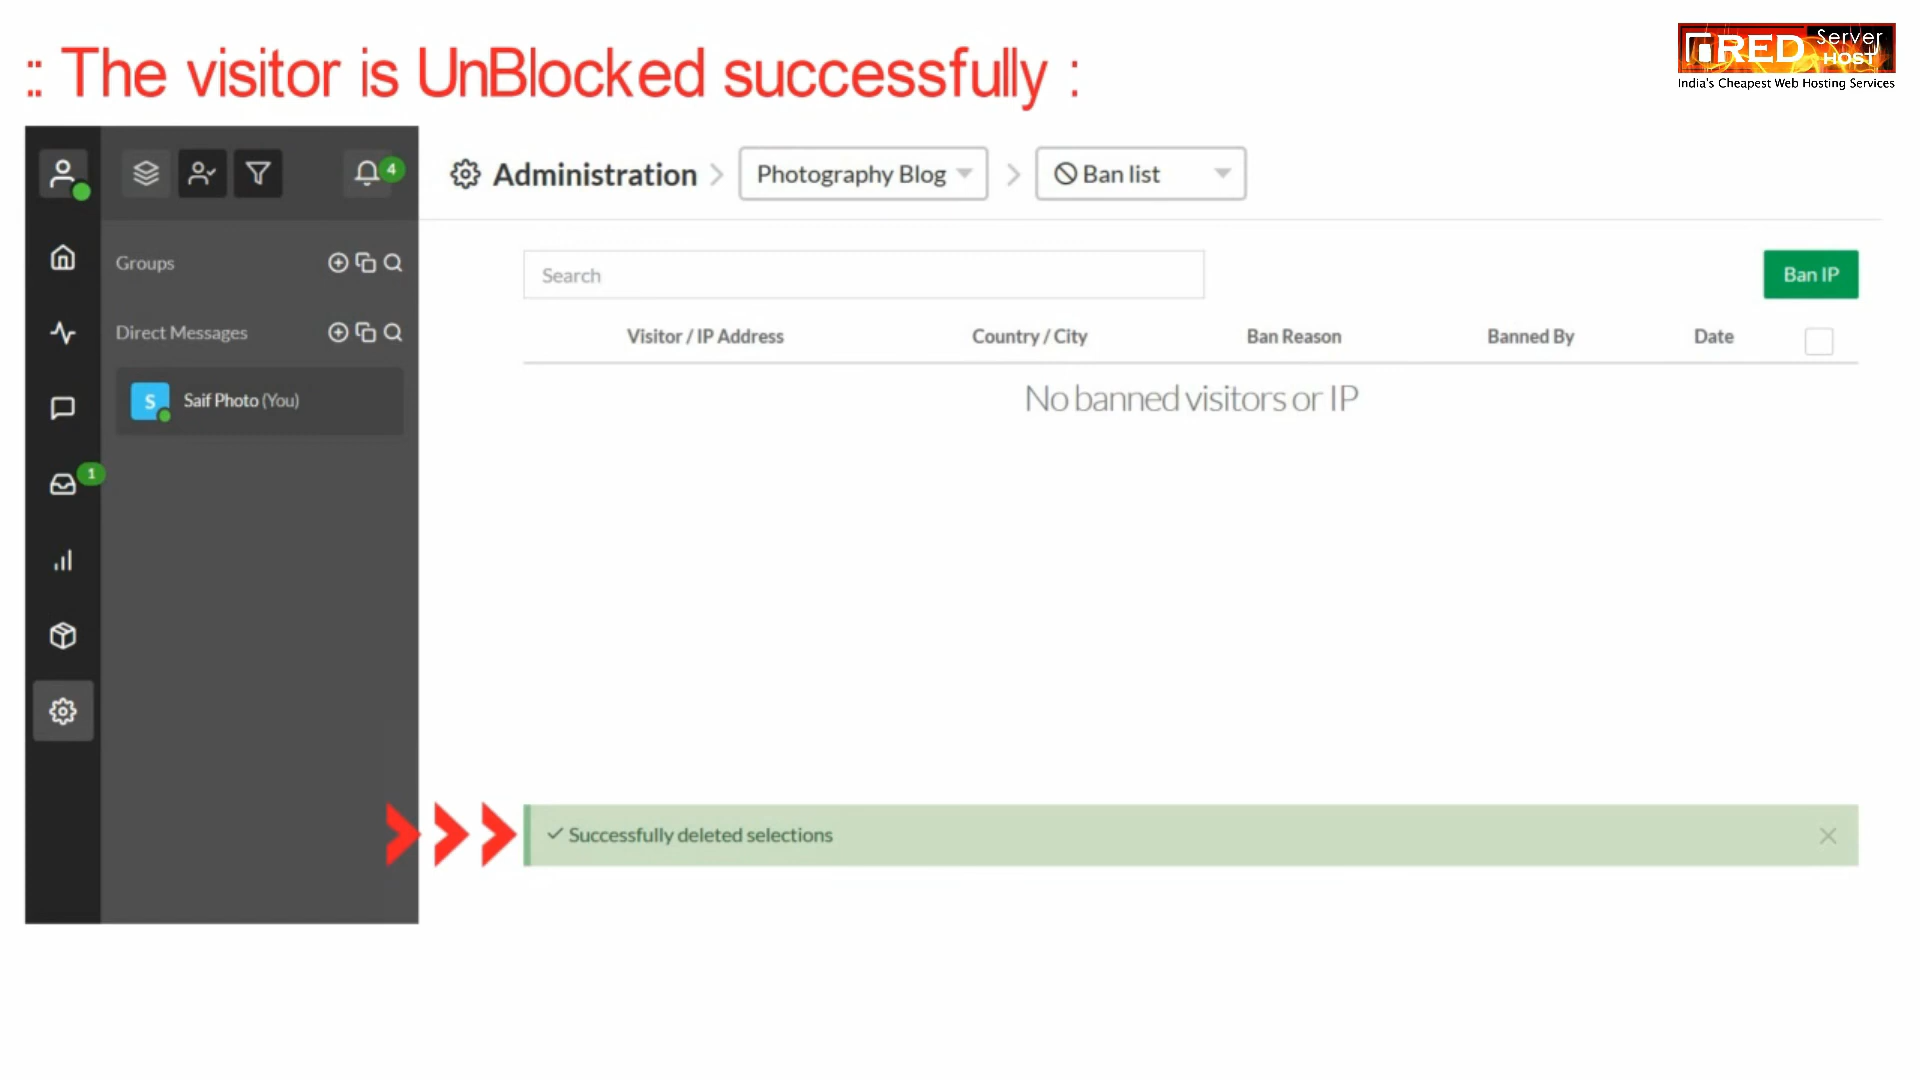 :: The visitor is UnBlocked successfully :
RED Server HOST
India's Cheapest Web Hosting Services
4
Administration
Photography Blog
Ban list
Groups
Search
Ban IP
Direct Messages
Visitor / IP Address Country / City Ban Reason Banned By Date
S Saif Photo (You)
No banned visitors or IP
1
Successfully deleted selections